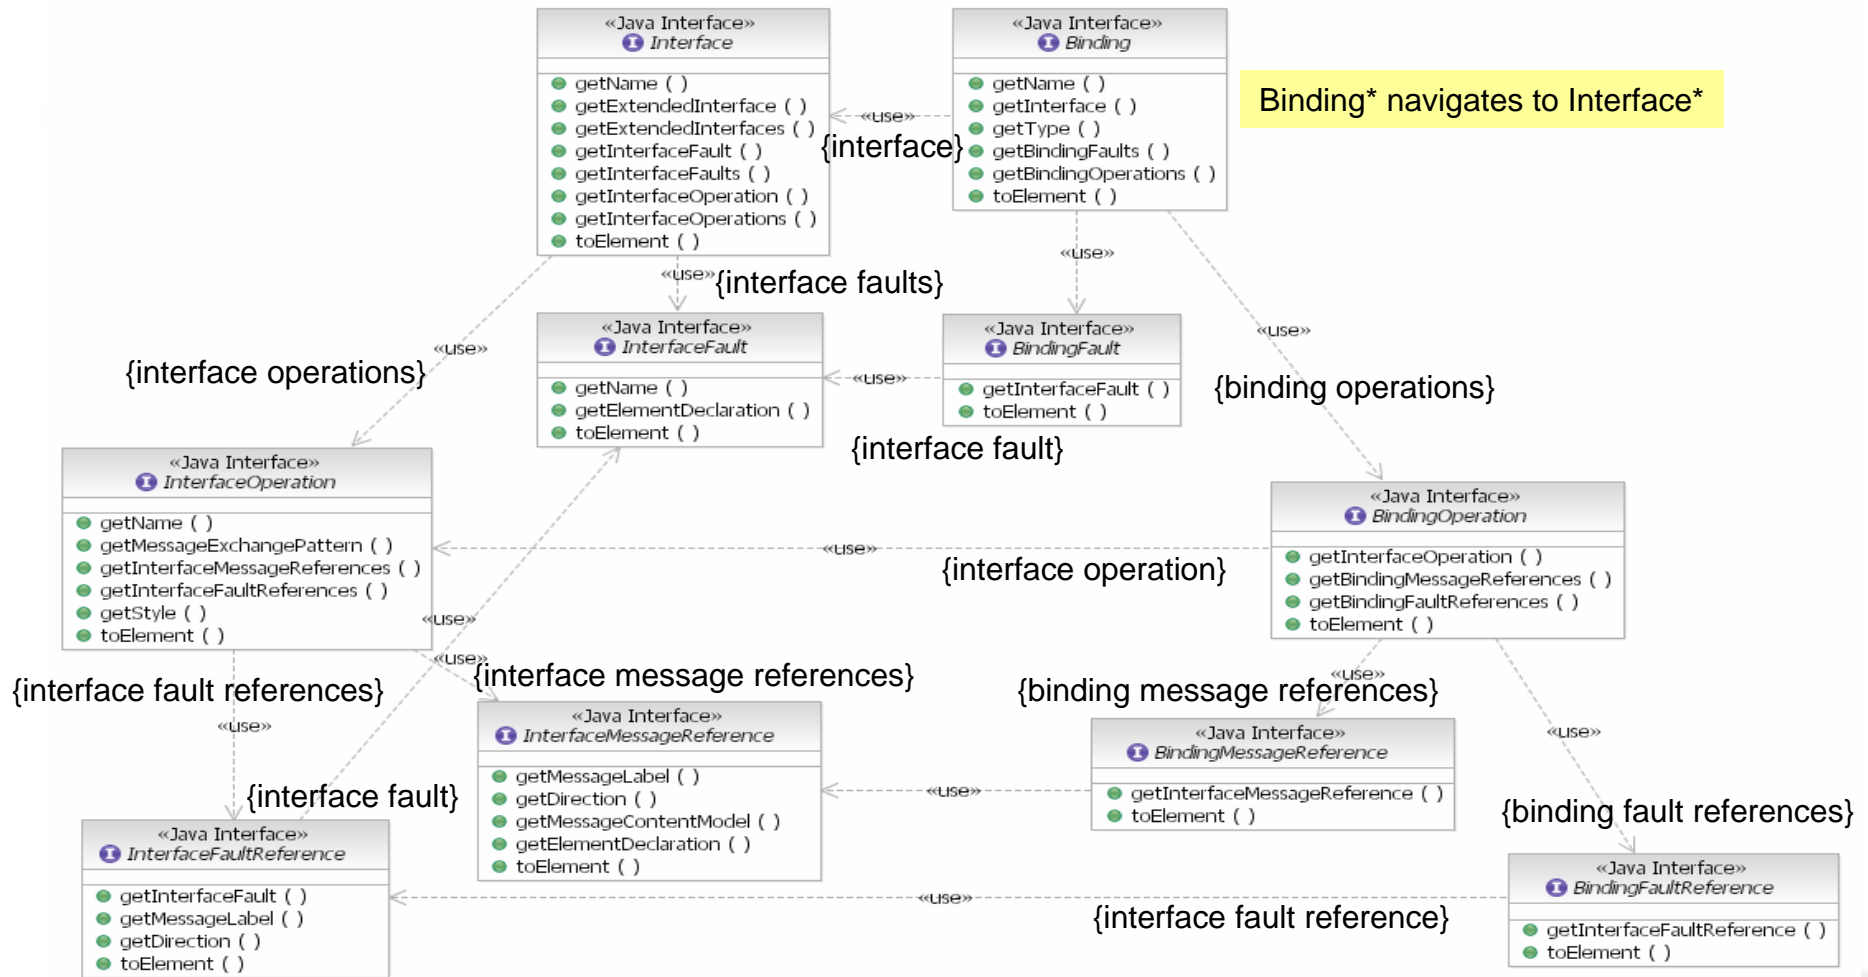 «Java Interface»
Interface
getName ( )
getExtendedInterface ( )
getExtendedInterfaces ( )
getInterfaceFault ( )
getInterfaceFaults ( )
getInterfaceOperation ( )
getInterfaceOperations ( )
toElement ( )
«use»
{interface}
«Java Interface»
Binding
getName ( )
getInterface ( )
getType ( )
getBindingFaults ( )
getBindingOperations ( )
toElement ( )
Binding* navigates to Interface*
«use»
{interface faults}
«use»
«use»
{interface operations}
«Java Interface»
InterfaceFault
getName ( )
getElementDeclaration ( )
toElement ( )
«use»
{interface fault}
«Java Interface»
BindingFault
getInterfaceFault ( )
toElement ( )
«use»
{binding operations}
«Java Interface»
InterfaceOperation
getName ( )
getMessageExchangePattern ( )
getInterfaceMessageReferences ( )
getInterfaceFaultReferences ( )
getStyle ( )
toElement ( )
«use»
{interface operation}
«Java Interface»
BindingOperation
getInterfaceOperation ( )
getBindingMessageReferences ( )
getBindingFaultReferences ( )
toElement ( )
«use»
«use»
{interface message references}
{interface fault references}
«use»
«use»
{binding message references}
«use»
{interface fault}
«Java Interface»
InterfaceMessageReference
getMessageLabel ( )
getDirection ( )
getMessageContentModel ( )
getElementDeclaration ( )
toElement ( )
«use»
«Java Interface»
BindingMessageReference
getInterfaceMessageReference ( )
toElement ( )
{binding fault references}
«Java Interface»
InterfaceFaultReference
getInterfaceFault ( )
getMessageLabel ( )
getDirection ( )
toElement ( )
«use»
{interface fault reference}
«Java Interface»
BindingFaultReference
getInterfaceFaultReference ( )
toElement ( )